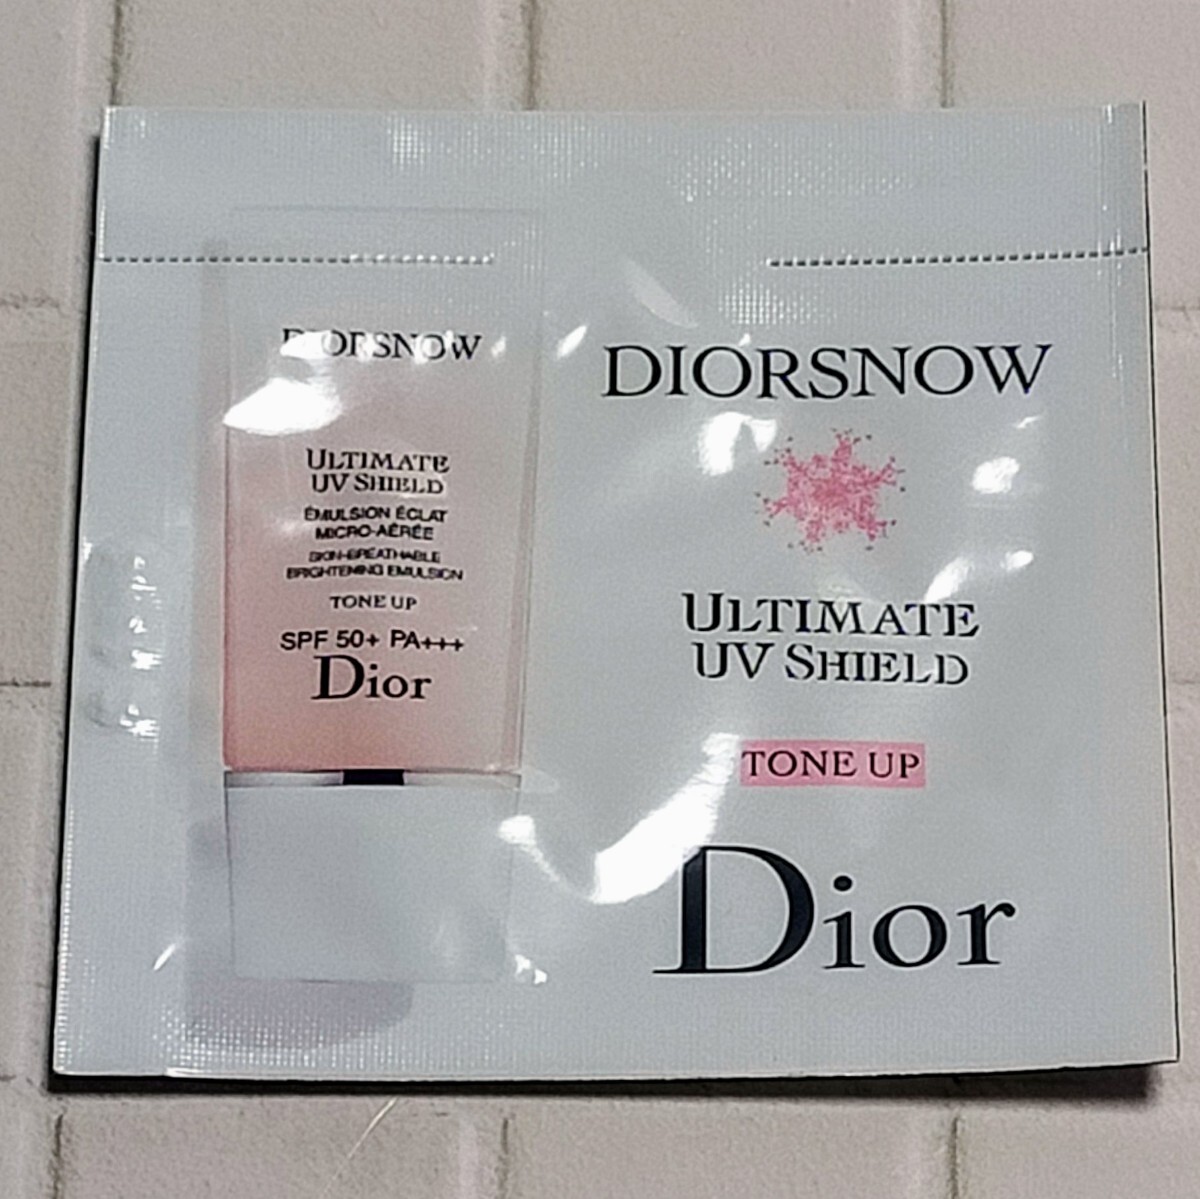 DIORSNOW
ULTIMATE
UV SHIELD
ÉMULSION ÉCLAT
MICRO-AÉRÉE
SKIN-BREATHABLE
BRIGHTENING EMULSION
TONE UP
SPF 50+ PA+++
Dior
DIORSNOW
ULTIMATE
UV SHIELD
TONE UP
Dior